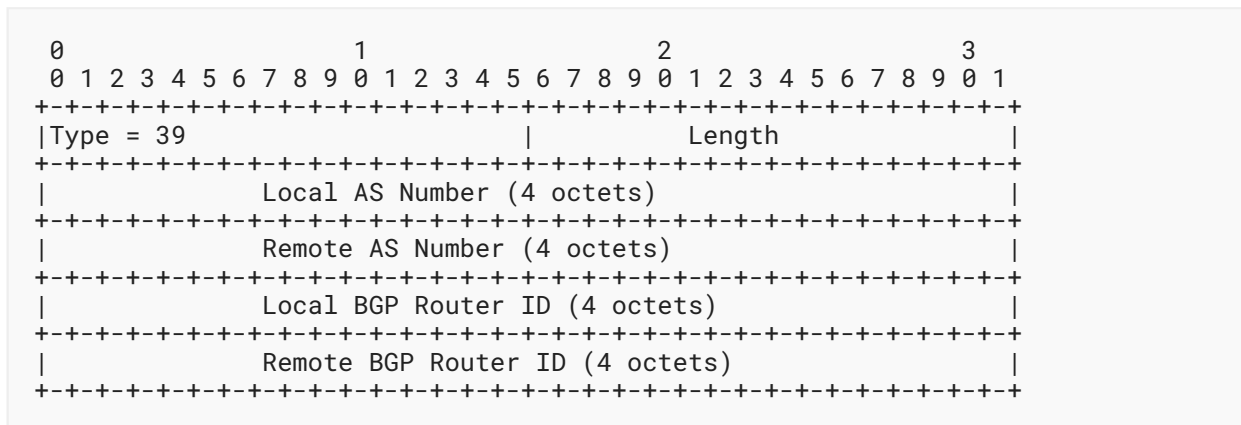 0                   1                   2                   3
 0 1 2 3 4 5 6 7 8 9 0 1 2 3 4 5 6 7 8 9 0 1 2 3 4 5 6 7 8 9 0 1
+-+-+-+-+-+-+-+-+-+-+-+-+-+-+-+-+-+-+-+-+-+-+-+-+-+-+-+-+-+-+-+-+
|Type = 39                      |          Length               |
+-+-+-+-+-+-+-+-+-+-+-+-+-+-+-+-+-+-+-+-+-+-+-+-+-+-+-+-+-+-+-+-+
|              Local AS Number (4 octets)                       |
+-+-+-+-+-+-+-+-+-+-+-+-+-+-+-+-+-+-+-+-+-+-+-+-+-+-+-+-+-+-+-+-+
|              Remote AS Number (4 octets)                      |
+-+-+-+-+-+-+-+-+-+-+-+-+-+-+-+-+-+-+-+-+-+-+-+-+-+-+-+-+-+-+-+-+
|              Local BGP Router ID (4 octets)                   |
+-+-+-+-+-+-+-+-+-+-+-+-+-+-+-+-+-+-+-+-+-+-+-+-+-+-+-+-+-+-+-+-+
|              Remote BGP Router ID (4 octets)                  |
+-+-+-+-+-+-+-+-+-+-+-+-+-+-+-+-+-+-+-+-+-+-+-+-+-+-+-+-+-+-+-+-+